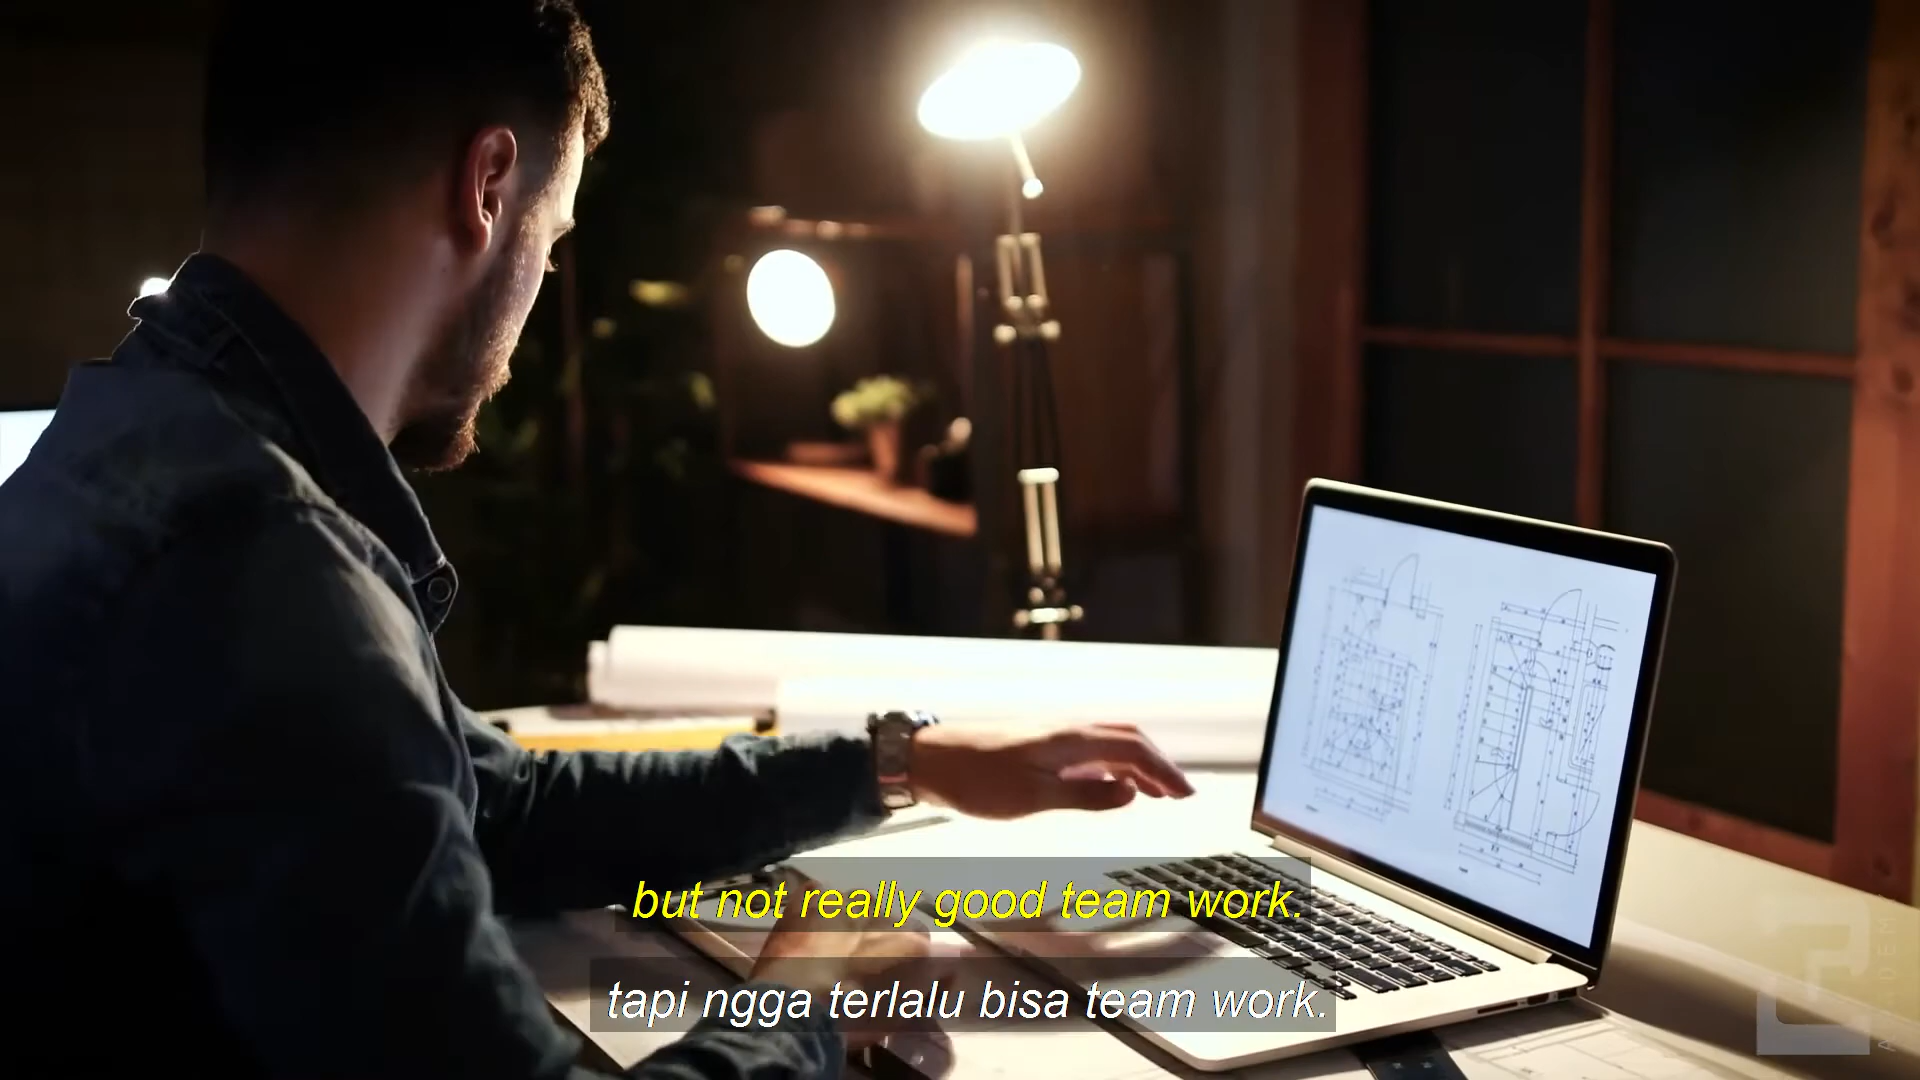 but not really good team work.
tapi ngga terlalu bisa team work.